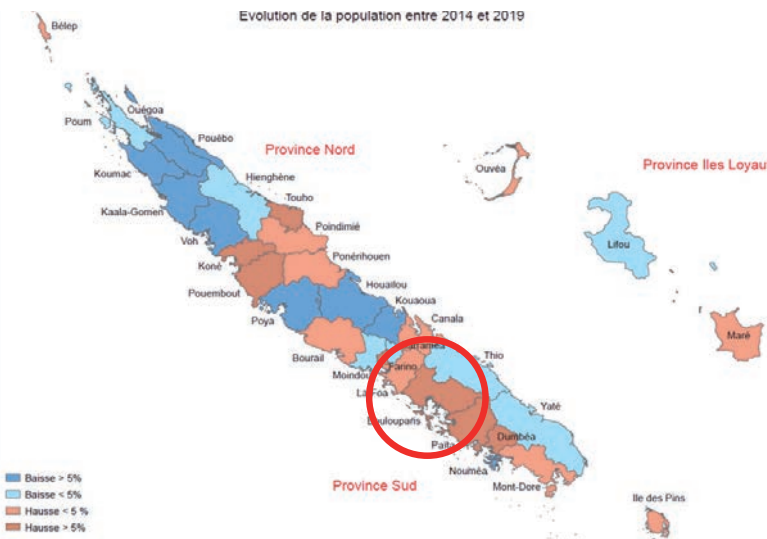 Evolution de la population entre 2014 et 2019
Bélep
Ouégoa
Poum
Pouébo
Province Nord
Ouvéa
Province Iles Loyau
Koumac
Hienghène
Touho
Kaala-Gomen
Poindimié
Lifou
Voh
Ponérihouen
Koné
Houailou
Pouembout
Kouaoua
Poya
Canala
Maré
Bourail
Thio
Farino
Moindou
La Foa
Yaté
Dumbéa
Païta
Nouméa
Baisse > 5%
Baisse < 5%
Province Sud
Mont-Dore
Hausse < 5 %
Ile des Pins
Hausse > 5%